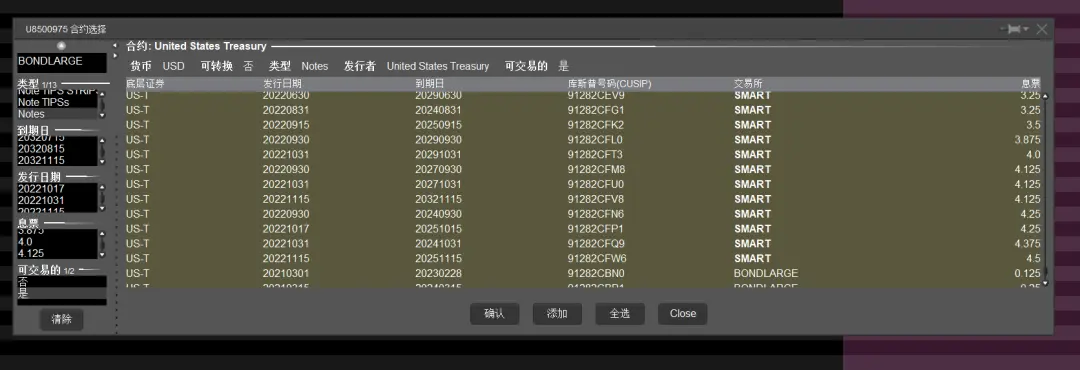 U8500975 合约选择
BONDLARGE
类型 1/13
Note TIPS STRIP
Note TIPSs
Notes
到期日
20320715
20320815
20321115
发行日期
20221017
20221031
20221115
息票
3.875
4.0
4.125
可交易的 1/2
否
是
清除
合约: United States Treasury
货币 USD 可转换 否 类型 Notes 发行者 United States Treasury 可交易的 是
底层证券 发行日期 到期日 库斯普号码(CUSIP) 交易所 息票
US-T 20220630 20290630 91282CEV9 SMART 3.25
US-T 20220831 20240831 91282CFG1 SMART 3.25
US-T 20220915 20250915 91282CFK2 SMART 3.5
US-T 20220930 20290930 91282CFL0 SMART 3.875
US-T 20221031 20291031 91282CFT3 SMART 4.0
US-T 20220930 20270930 91282CFM8 SMART 4.125
US-T 20221031 20271031 91282CFU0 SMART 4.125
US-T 20221115 20321115 91282CFV8 SMART 4.125
US-T 20220930 20240930 91282CFN6 SMART 4.25
US-T 20221017 20251015 91282CFP1 SMART 4.25
US-T 20221031 20241031 91282CFQ9 SMART 4.375
US-T 20221115 20251115 91282CFW6 SMART 4.5
US-T 20210301 20230228 91282CBN0 BONDLARGE 0.125
US-T 20210315 20240315 91282CBR1 BONDLARGE 0.25
确认 添加 全选 Close